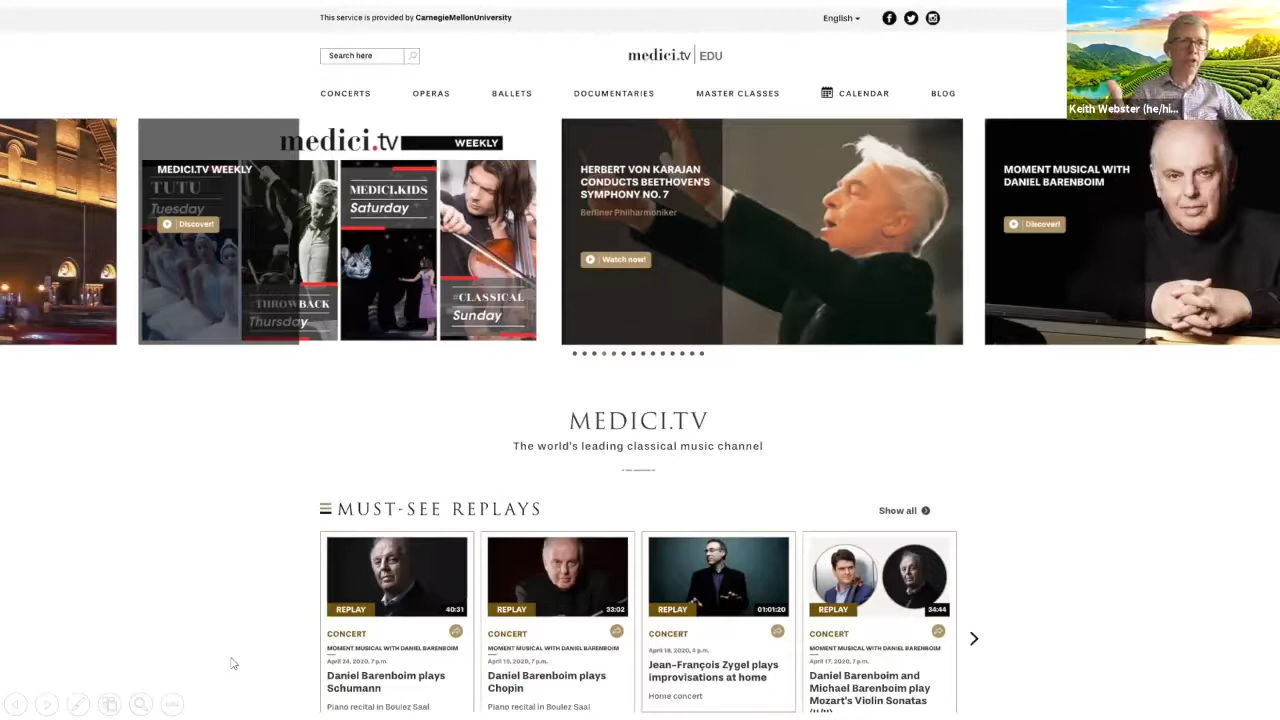 This service is provided by CarnegieMellonUniversity
English
Search here
medici.tv EDU
CONCERTS OPERAS BALLETS DOCUMENTARIES MASTER CLASSES CALENDAR BLOG
Keith Webster (he/hi...
medici.tv WEEKLY
MEDICI.TV WEEKLY
TUTU
Tuesday
Discover!
#THROWBACK
Thursday
MEDICI.KIDS
Saturday
#CLASSICAL
Sunday
HERBERT VON KARAJAN
CONDUCTS BEETHOVEN'S
SYMPHONY NO. 7
Berliner Philharmoniker
Watch now!
MOMENT MUSICAL WITH
DANIEL BARENBOIM
Discover!
MEDICI.TV
The world's leading classical music channel
MUST-SEE REPLAYS
Show all
REPLAY 40:31
CONCERT
MOMENT MUSICAL WITH DANIEL BARENBOIM
April 24, 2020, 7 p.m.
Daniel Barenboim plays
Schumann
Piano recital in Boulez Saal
REPLAY 33:02
CONCERT
MOMENT MUSICAL WITH DANIEL BARENBOIM
April 19, 2020, 7 p.m.
Daniel Barenboim plays
Chopin
Piano recital in Boulez Saal
REPLAY 01:01:20
CONCERT
April 18, 2020, 4 p.m.
Jean-François Zygel plays
improvisations at home
Home concert
REPLAY 34:44
CONCERT
MOMENT MUSICAL WITH DANIEL BARENBOIM
April 17, 2020, 7 p.m.
Daniel Barenboim and
Michael Barenboim play
Mozart's Violin Sonatas